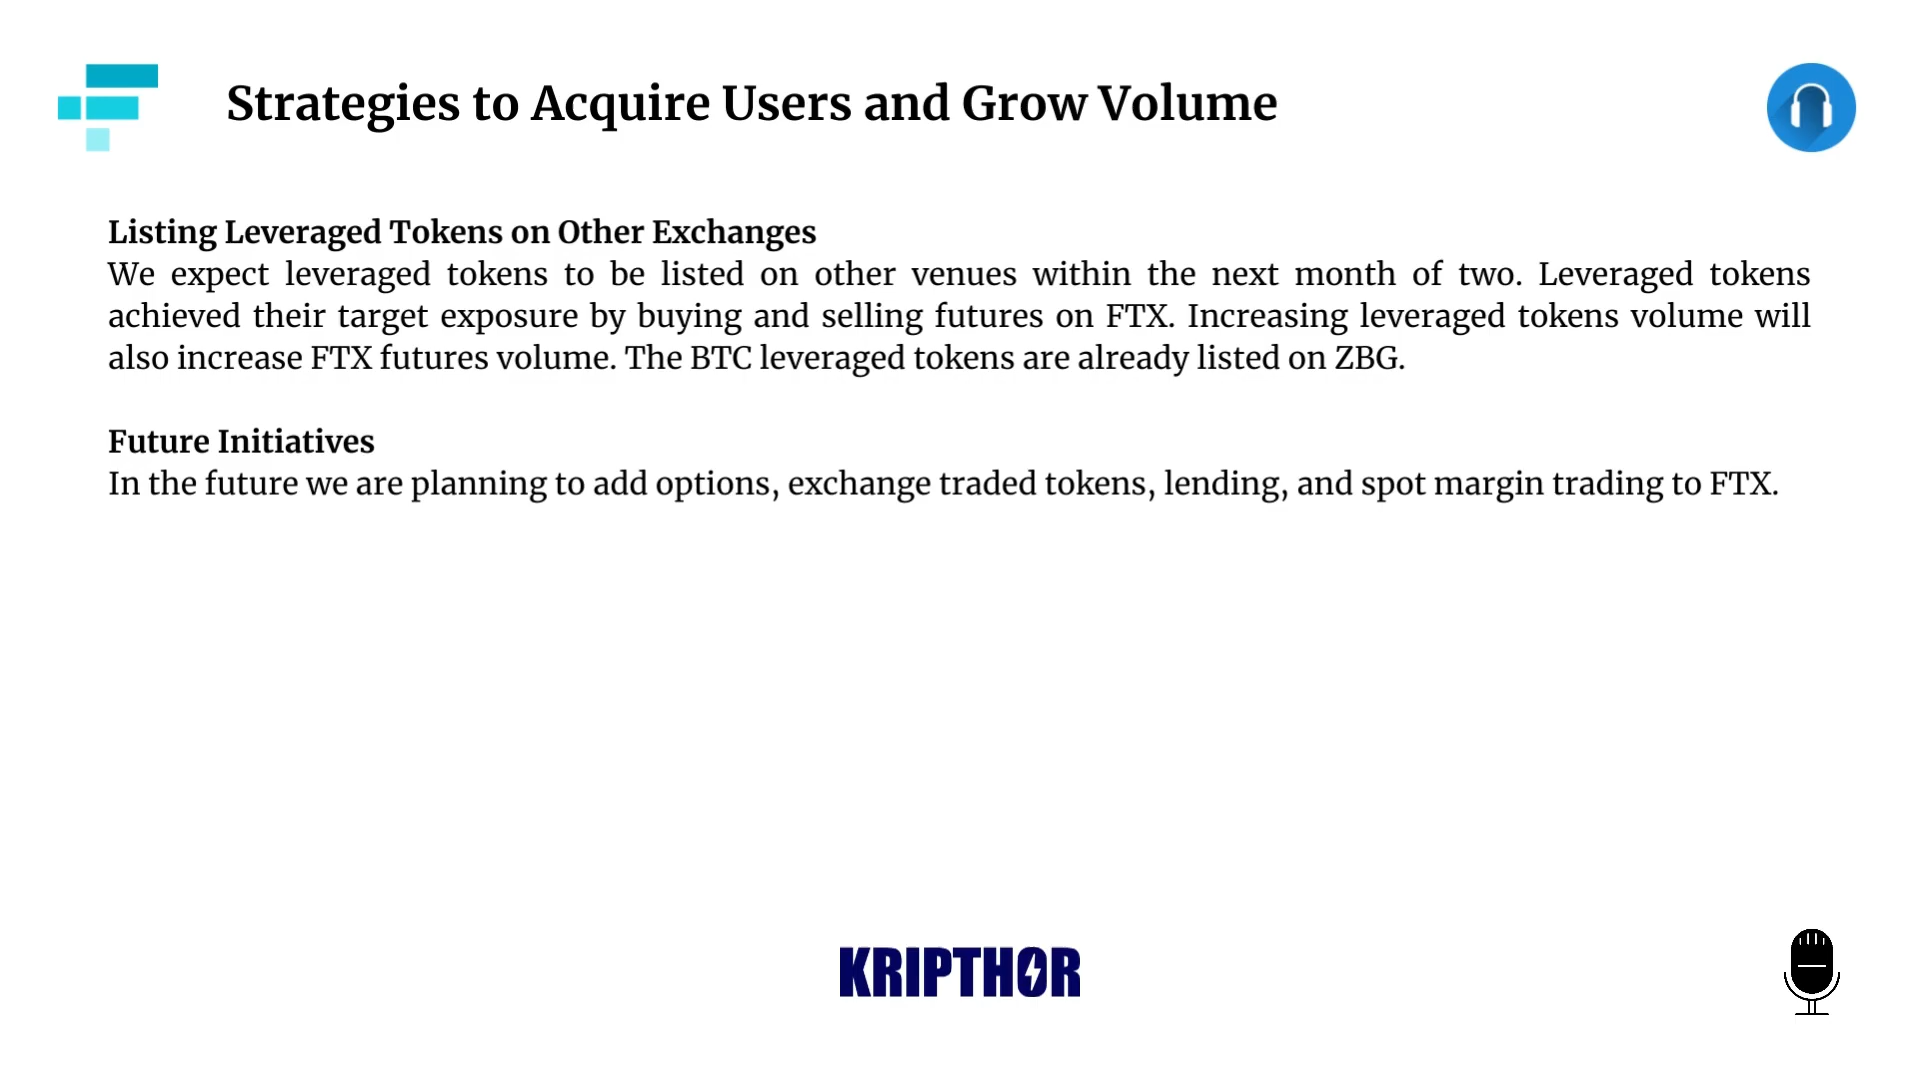 Strategies to Acquire Users and Grow Volume
Listing Leveraged Tokens on Other Exchanges
We expect leveraged tokens to be listed on other venues within the next month of two. Leveraged tokens
achieved their target exposure by buying and selling futures on FTX. Increasing leveraged tokens volume will
also increase FTX futures volume. The BTC leveraged tokens are already listed on ZBG.
Future Initiatives
In the future we are planning to add options, exchange traded tokens, lending, and spot margin trading to FTX.
KRIPTHOR